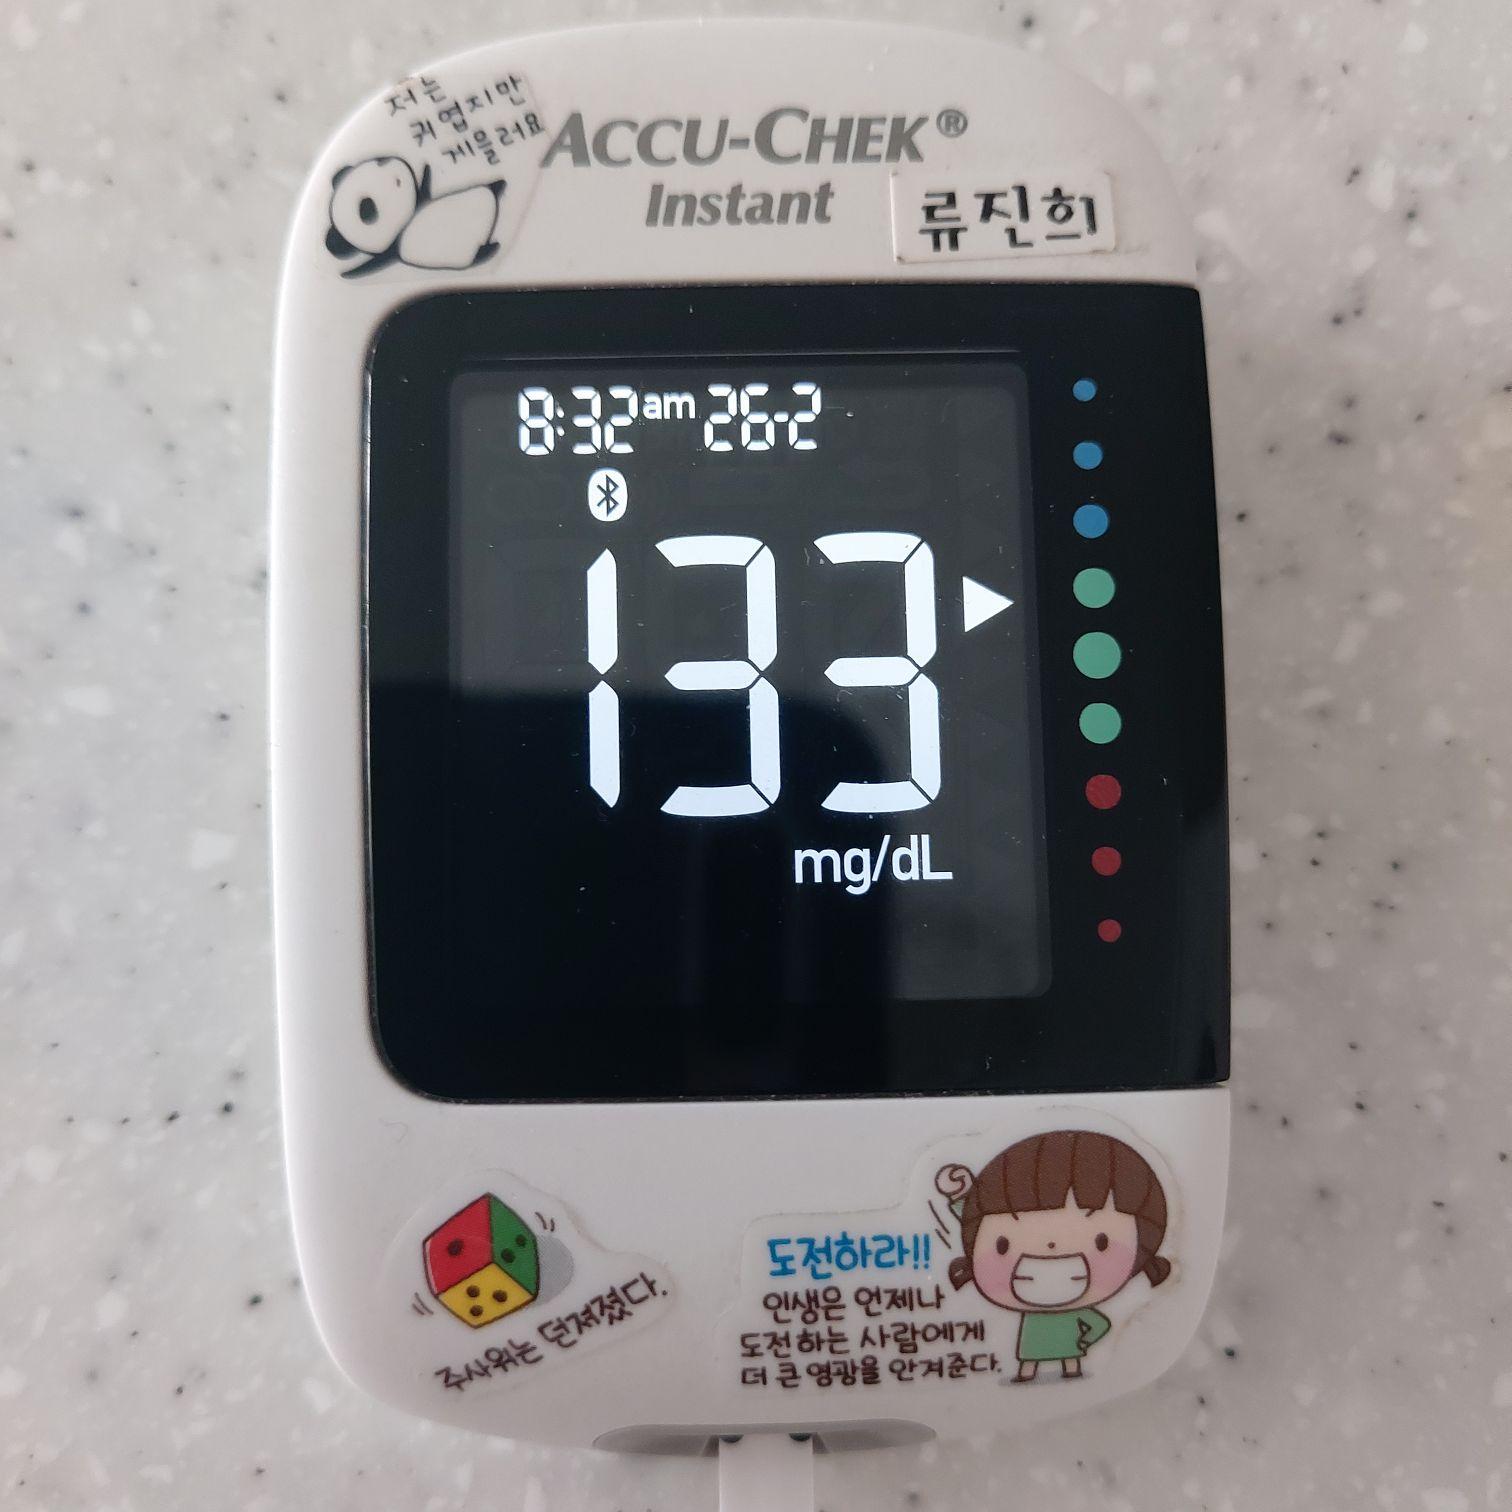 저는
귀엽지만
게을러요
ACCU-CHEK®
Instant
류진희
8:32 am 26-2
133
mg/dL
주사위는 던져졌다.
도전하라!!
인생은 언제나
도전하는 사람에게
더 큰 영광을 안겨준다.